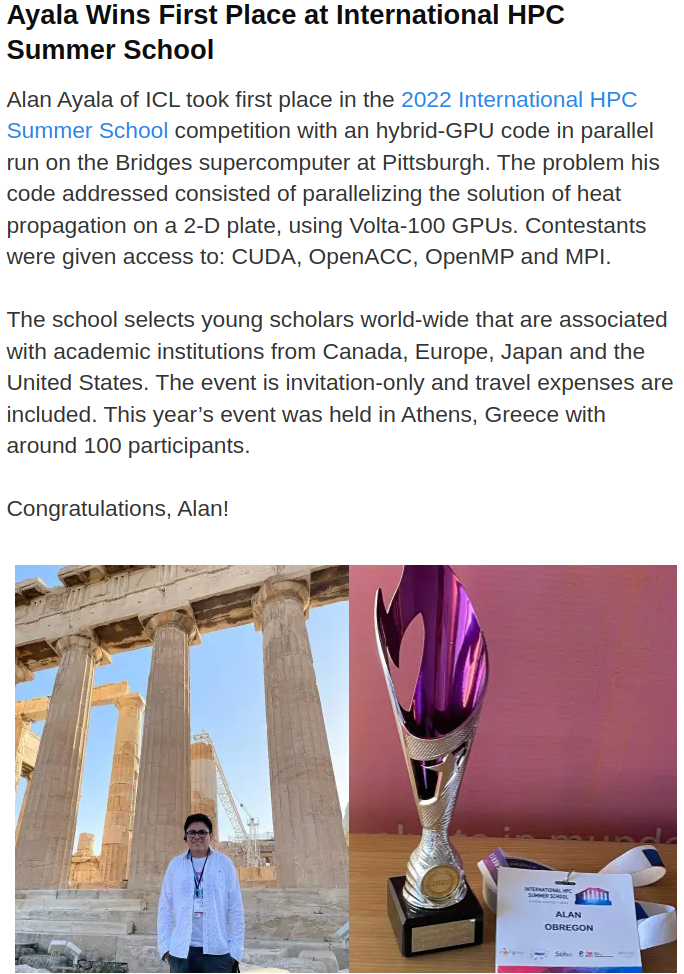 Ayala Wins First Place at International HPC
Summer School
Alan Ayala of ICL took first place in the 2022 International HPC
Summer School competition with an hybrid-GPU code in parallel
run on the Bridges supercomputer at Pittsburgh. The problem his
code addressed consisted of parallelizing the solution of heat
propagation on a 2-D plate, using Volta-100 GPUs. Contestants
were given access to: CUDA, OpenACC, OpenMP and MPI.
The school selects young scholars world-wide that are associated
with academic institutions from Canada, Europe, Japan and the
United States. The event is invitation-only and travel expenses are
included. This year’s event was held in Athens, Greece with
around 100 participants.
Congratulations, Alan!
INTERNATIONAL HPC
SUMMER SCHOOL
ALAN
OBREGON